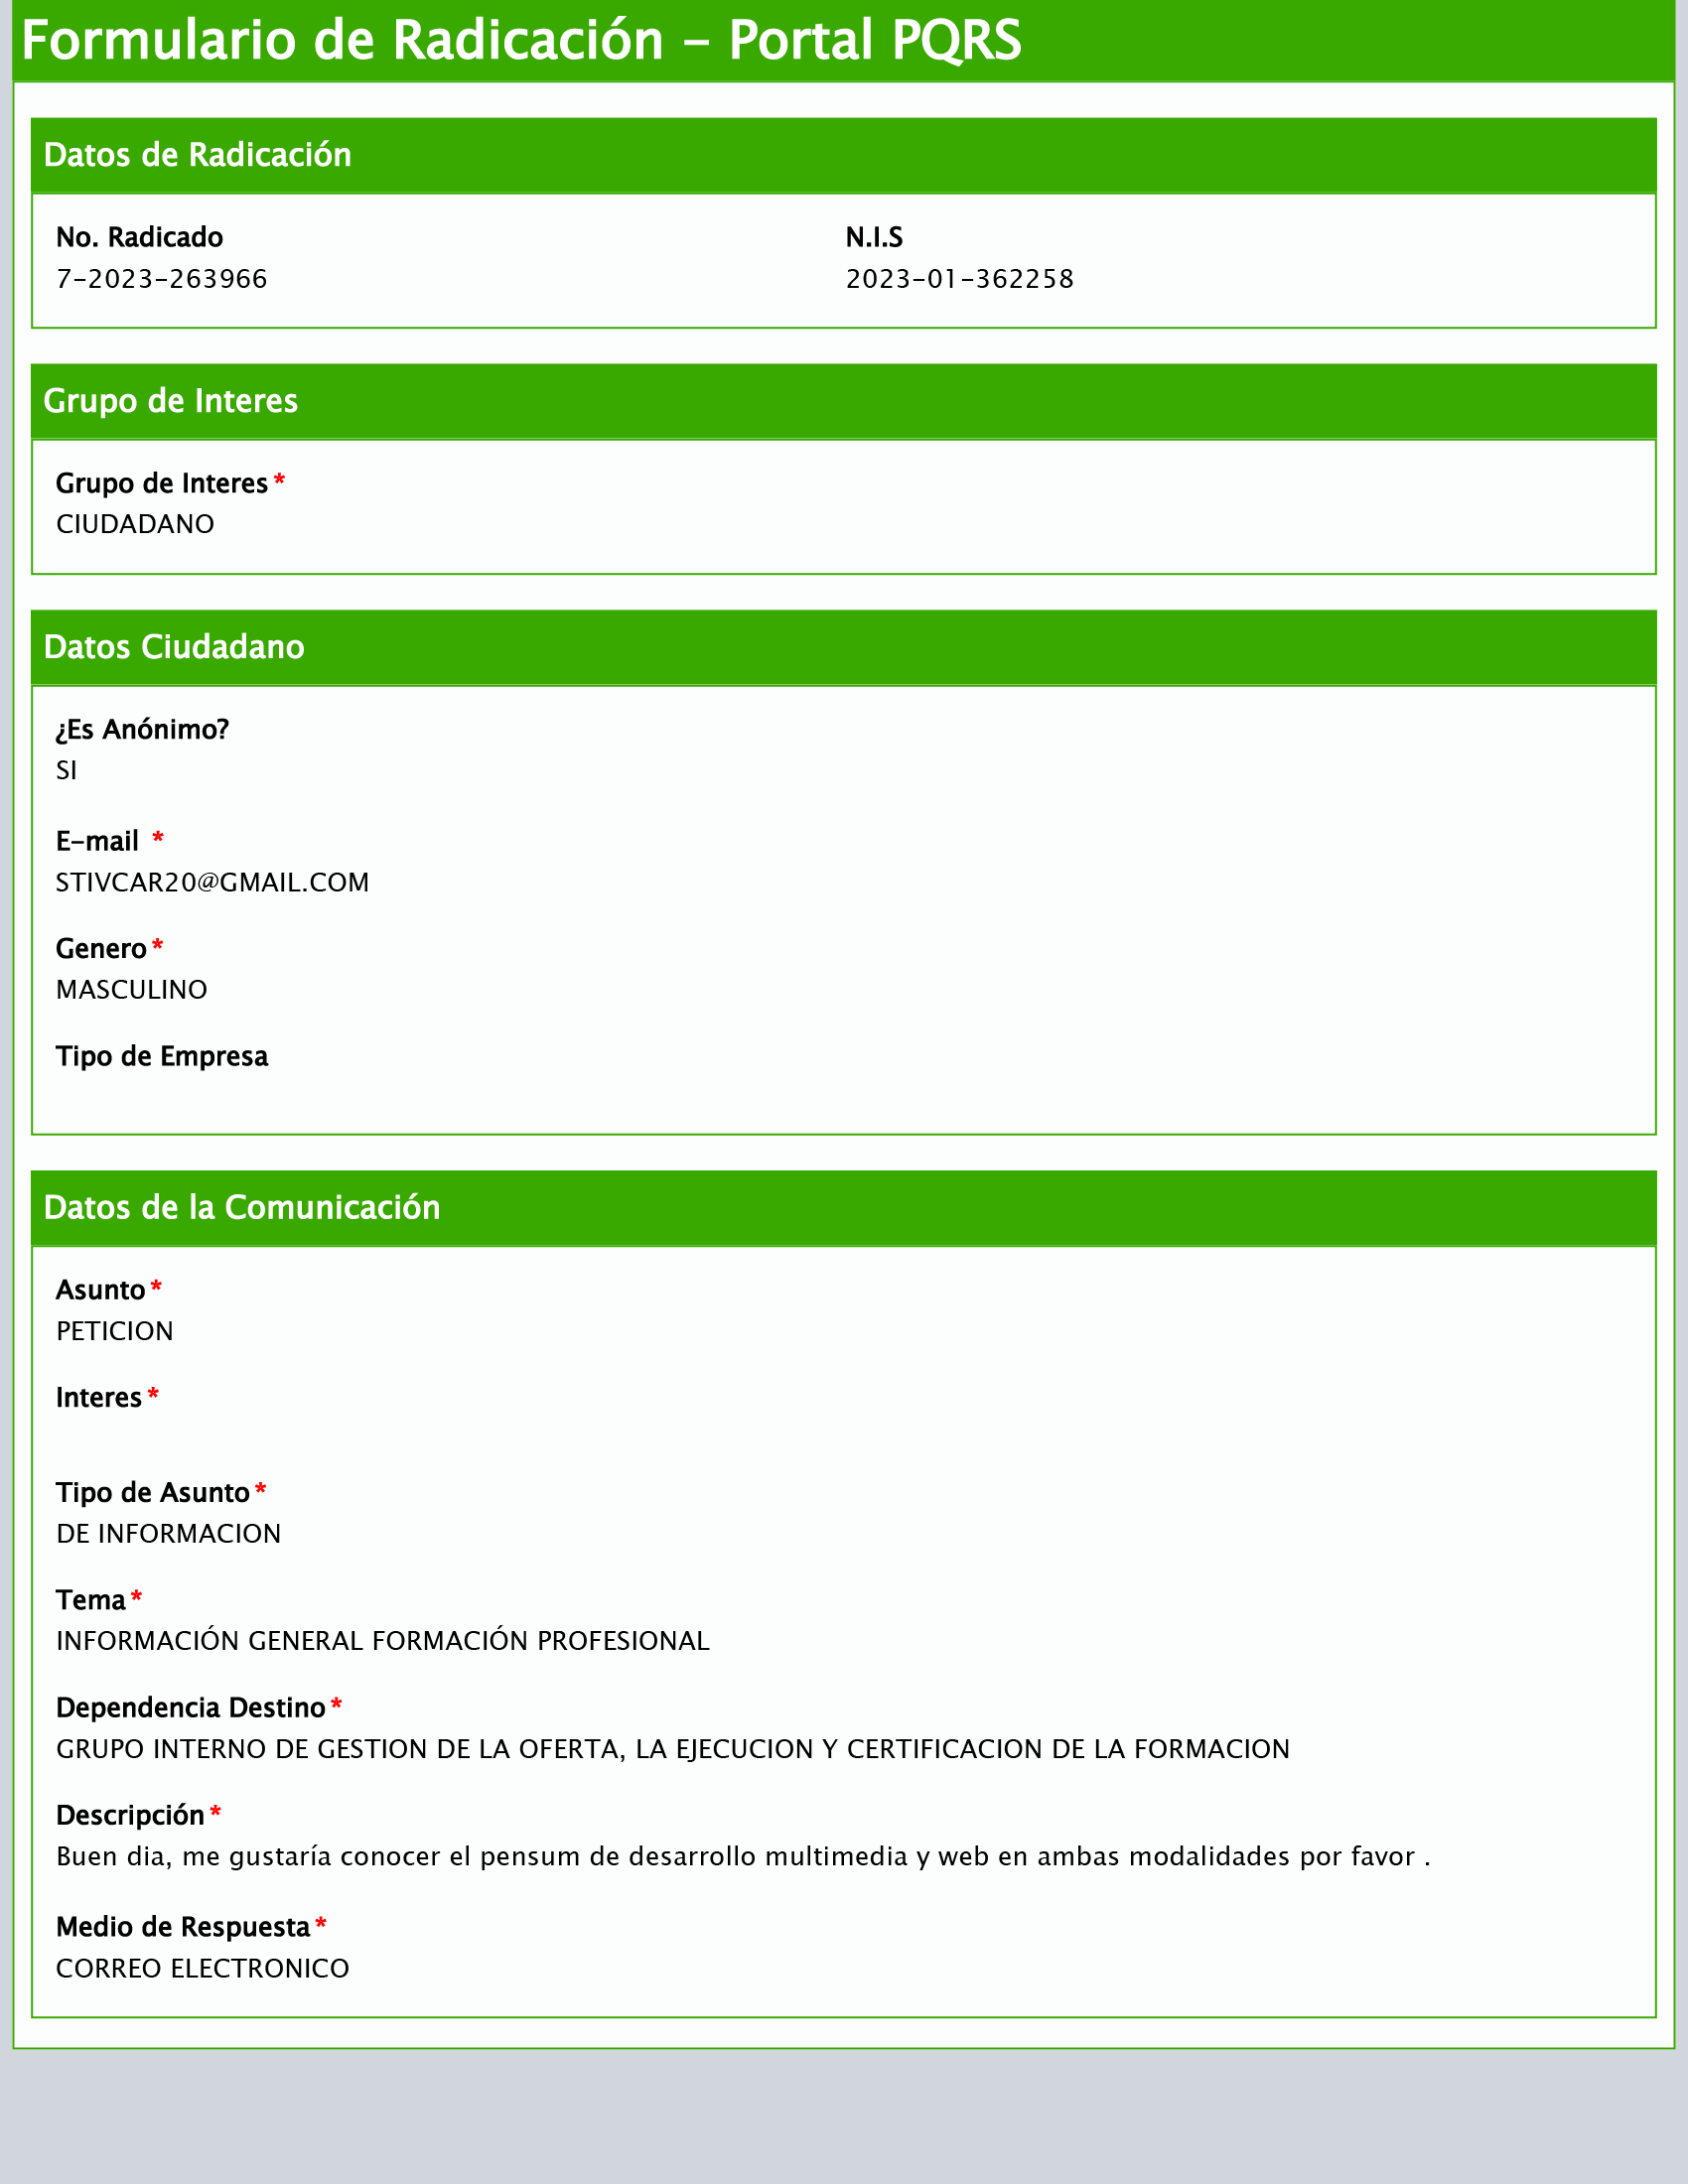 Formulario de Radicación - Portal PQRS
Datos de Radicación
No. Radicado
7-2023-263966
N.I.S
2023-01-362258
Grupo de Interes
Grupo de Interes*
CIUDADANO
Datos Ciudadano
¿Es Anónimo?
SI
E-mail *
STIVCAR20@GMAIL.COM
Genero*
MASCULINO
Tipo de Empresa
Datos de la Comunicación
Asunto*
PETICION
Interes*
Tipo de Asunto*
DE INFORMACION
Tema*
INFORMACIÓN GENERAL FORMACIÓN PROFESIONAL
Dependencia Destino*
GRUPO INTERNO DE GESTION DE LA OFERTA, LA EJECUCION Y CERTIFICACION DE LA FORMACION
Descripción*
Buen dia, me gustaría conocer el pensum de desarrollo multimedia y web en ambas modalidades por favor .
Medio de Respuesta*
CORREO ELECTRONICO